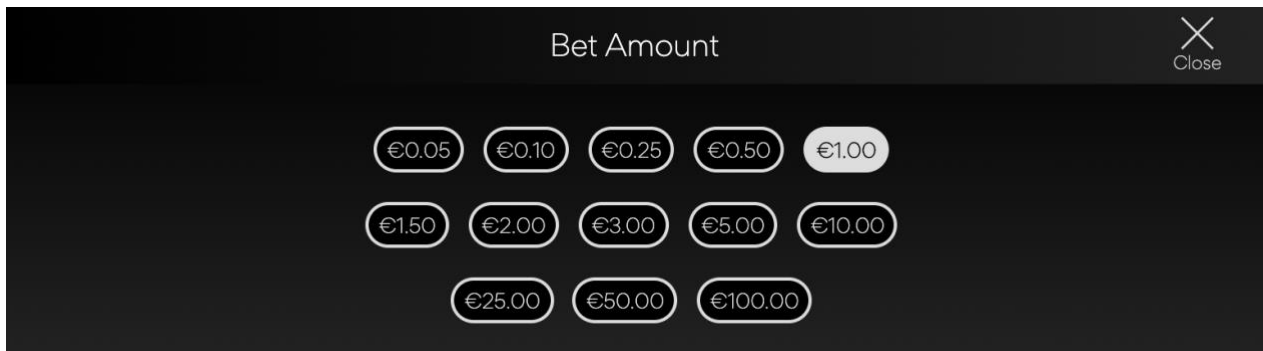 Bet Amount
Close
€0.05 €0.10 €0.25 €0.50 €1.00
€1.50 €2.00 €3.00 €5.00 €10.00
€25.00 €50.00 €100.00